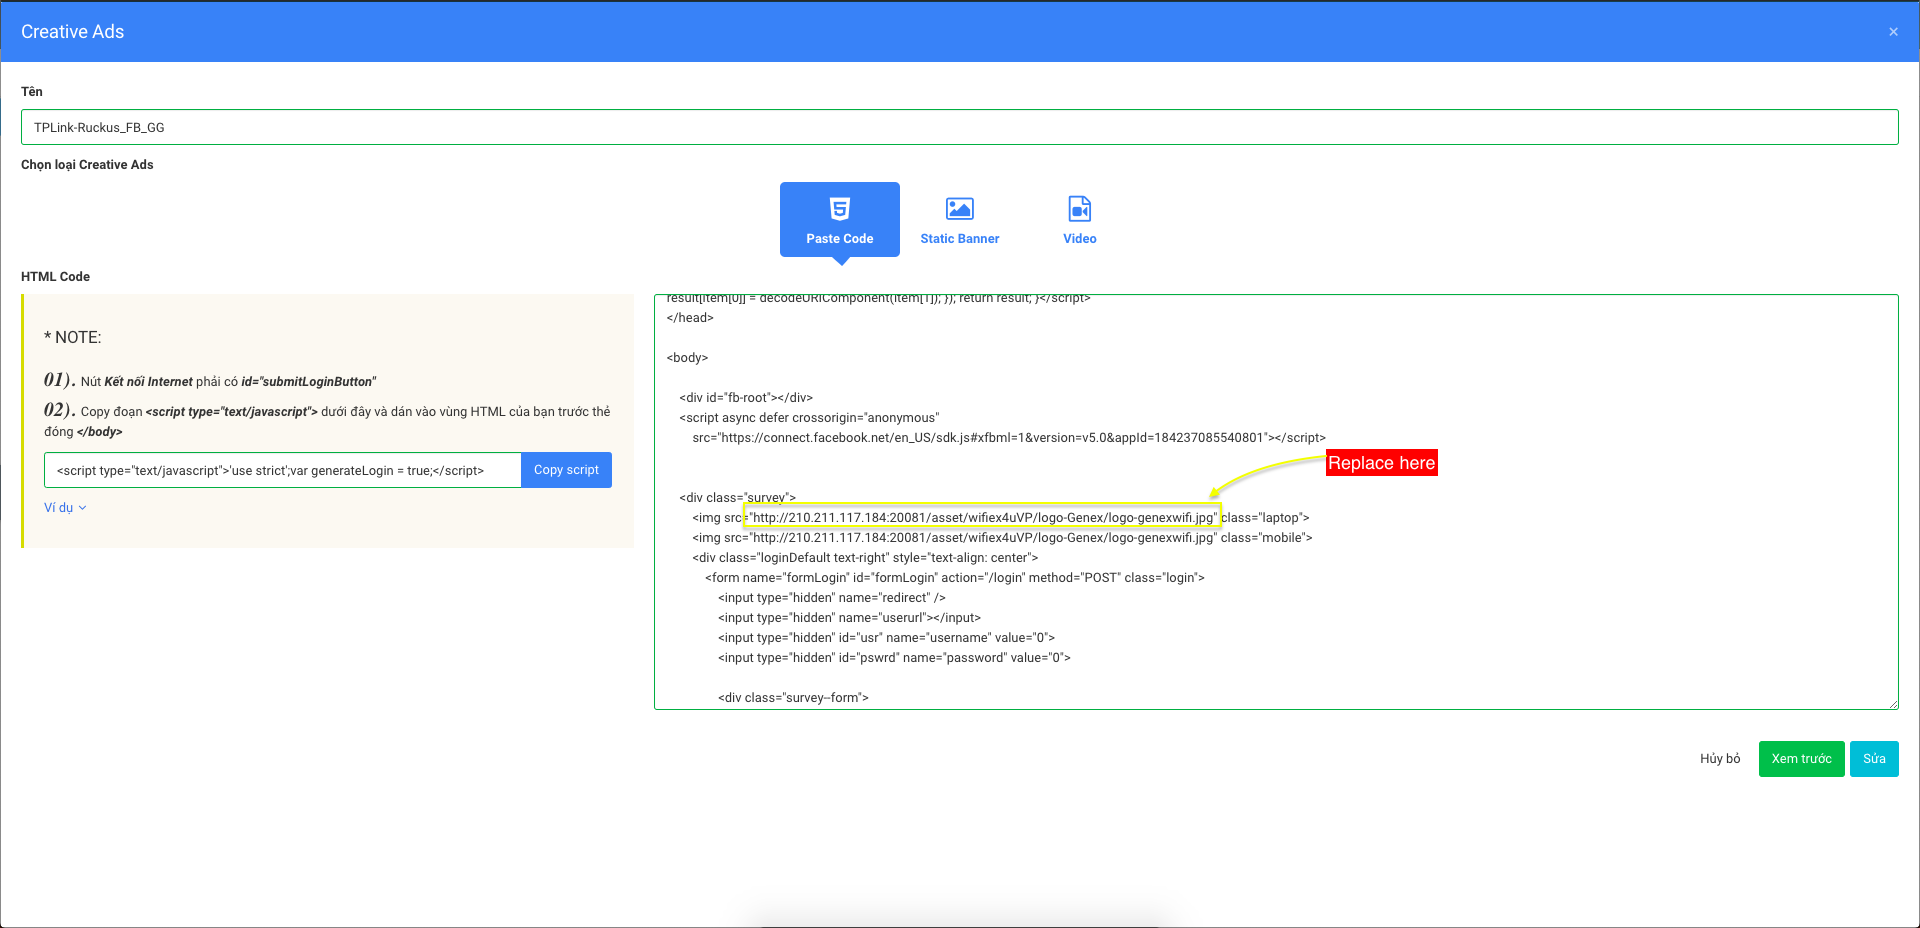 Creative Ads
×
Tên
TPLink-Ruckus_FB_GG
Chọn loại Creative Ads
Paste Code
Static Banner
Video
HTML Code
* NOTE:
01). Nút Kết nối Internet phải có id="submitLoginButton"
02). Copy đoạn <script type="text/javascript"> dưới đây và dán vào vùng HTML của bạn trước thẻ
đóng </body>
<script type="text/javascript">'use strict';var generateLogin = true;</script>
Copy script
Ví dụ
result[item[0]] = decodeURIComponent(item[1]); }); return result; }</script>
</head>
<body>
<div id="fb-root"></div>
<script async defer crossorigin="anonymous"
src="https://connect.facebook.net/en_US/sdk.js#xfbml=1&version=v5.0&appId=184237085540801"></script>
Replace here
<div class="survey">
<img src="http://210.211.117.184:20081/asset/wifiex4uVP/logo-Genex/logo-genexwifi.jpg" class="laptop">
<img src="http://210.211.117.184:20081/asset/wifiex4uVP/logo-Genex/logo-genexwifi.jpg" class="mobile">
<div class="loginDefault text-right" style="text-align: center">
<form name="formLogin" id="formLogin" action="/login" method="POST" class="login">
<input type="hidden" name="redirect" />
<input type="hidden" name="userurl"></input>
<input type="hidden" id="usr" name="username" value="0">
<input type="hidden" id="pswrd" name="password" value="0">
<div class="survey--form">
Hủy bỏ
Xem trước
Sửa